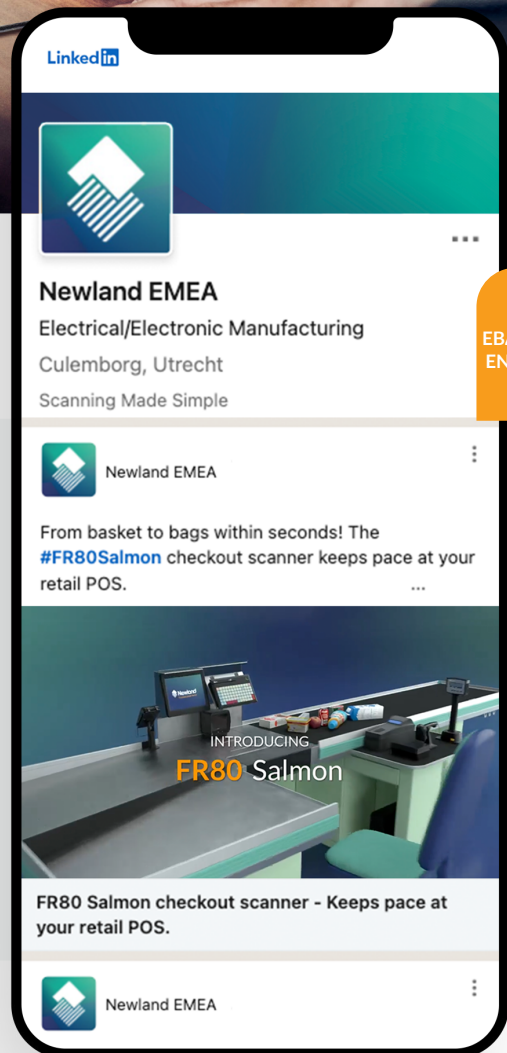 Linkedin
Newland EMEA
Electrical/Electronic Manufacturing
Culemborg, Utrecht
Scanning Made Simple
Newland EMEA
From basket to bags within seconds! The
#FR80Salmon checkout scanner keeps pace at your
retail POS.
...
Newland
INTRODUCING
FR80 Salmon
FR80 Salmon checkout scanner - Keeps pace at
your retail POS.
Newland EMEA